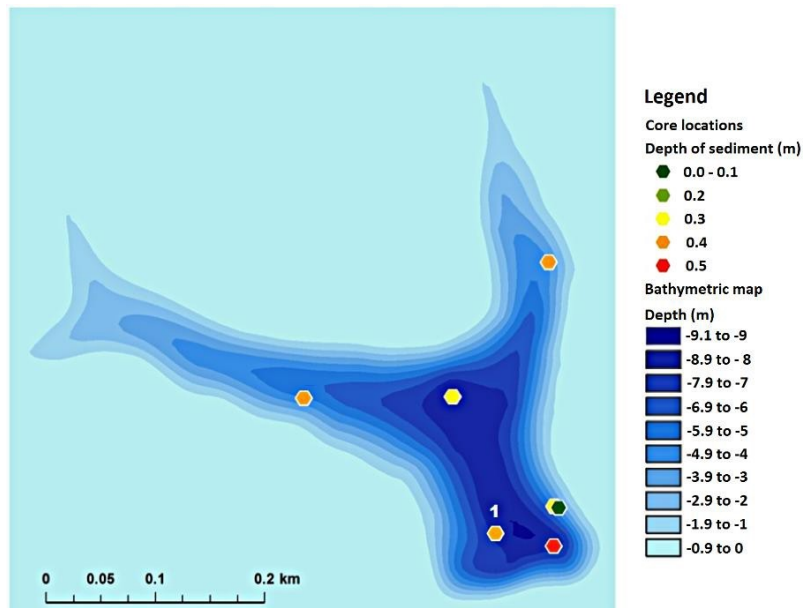 Legend
Core locations
Depth of sediment (m)
0.0 - 0.1
0.2
0.3
0.4
0.5
Bathymetric map
Depth (m)
-9.1 to -9
-8.9 to - 8
-7.9 to -7
-6.9 to -6
-5.9 to -5
-4.9 to -4
-3.9 to -3
-2.9 to -2
-1.9 to -1
-0.9 to 0
1
0 0.05 0.1 0.2 km